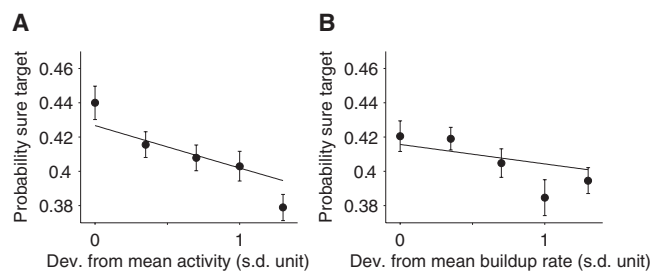 A
Probability sure target
0.46
0.44
0.42
0.4
0.38
0
1
Dev. from mean activity (s.d. unit)
B
Probability sure target
0.46
0.44
0.42
0.4
0.38
0
1
Dev. from mean buildup rate (s.d. unit)